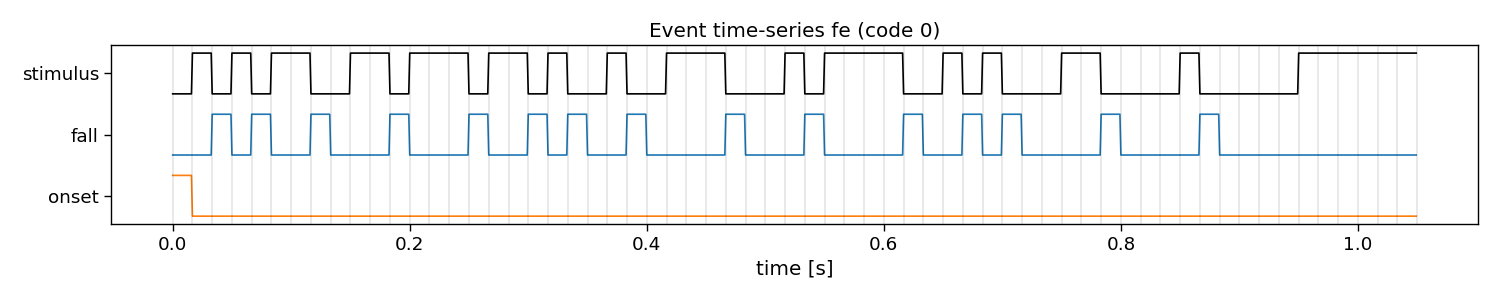 Event time-series fe (code 0)
stimulus
fall
onset
0.0 0.2 0.4 0.6 0.8 1.0
time [s]